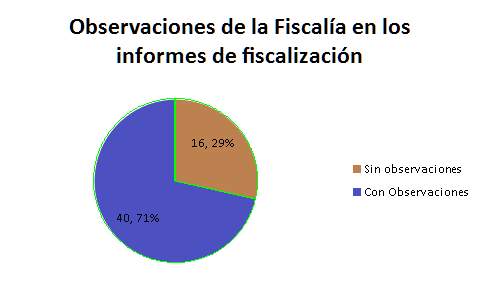 Observaciones de la Fiscalía en los
informes de fiscalización
16, 29%
Sin observaciones
Con Observaciones
40, 71%